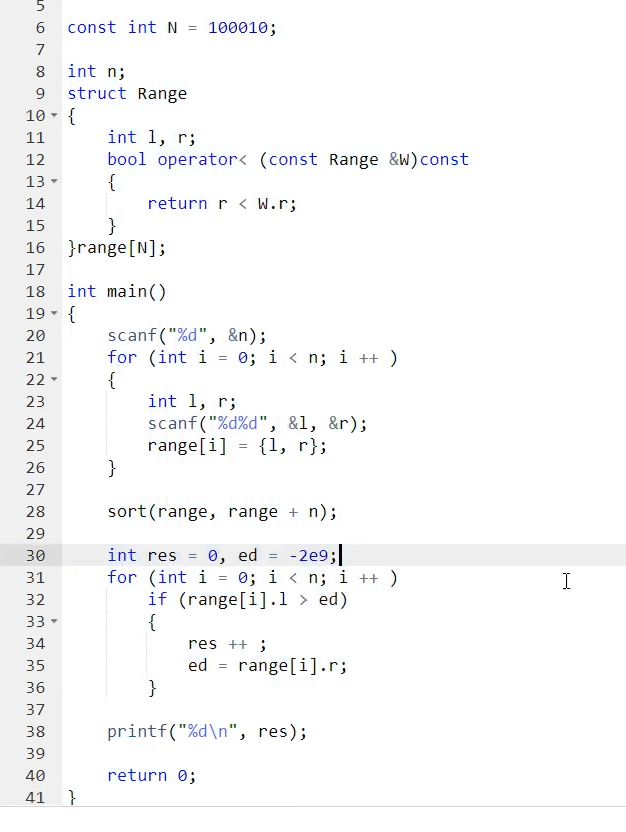 5
6 const int N = 100010;
7
8 int n;
9 struct Range
10 {
11     int l, r;
12     bool operator< (const Range &W)const
13     {
14         return r < W.r;
15     }
16 }range[N];
17
18 int main()
19 {
20     scanf("%d", &n);
21     for (int i = 0; i < n; i ++ )
22     {
23         int l, r;
24         scanf("%d%d", &l, &r);
25         range[i] = {l, r};
26     }
27
28     sort(range, range + n);
29
30     int res = 0, ed = -2e9;
31     for (int i = 0; i < n; i ++ )
32         if (range[i].l > ed)
33         {
34             res ++ ;
35             ed = range[i].r;
36         }
37
38     printf("%d\n", res);
39
40     return 0;
41 }